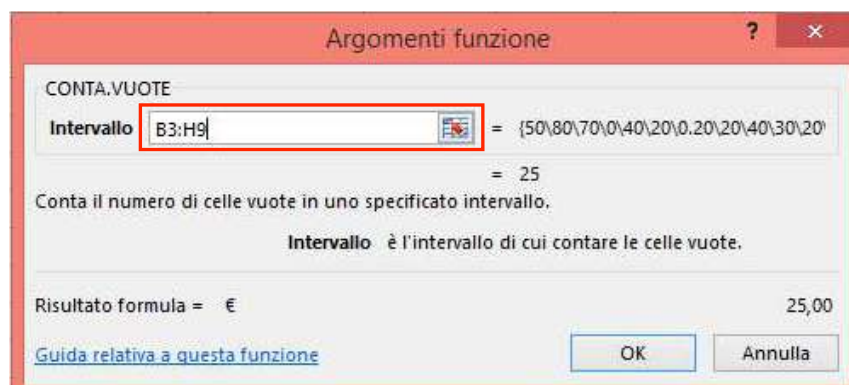 Argomenti funzione ? ×
CONTA.VUOTE
Intervallo B3:H9 = {50\80\70\0\40\20\0.20\20\40\30\20\
= 25
Conta il numero di celle vuote in uno specificato intervallo.
Intervallo è l'intervallo di cui contare le celle vuote.
Risultato formula = € 25,00
Guida relativa a questa funzione OK Annulla